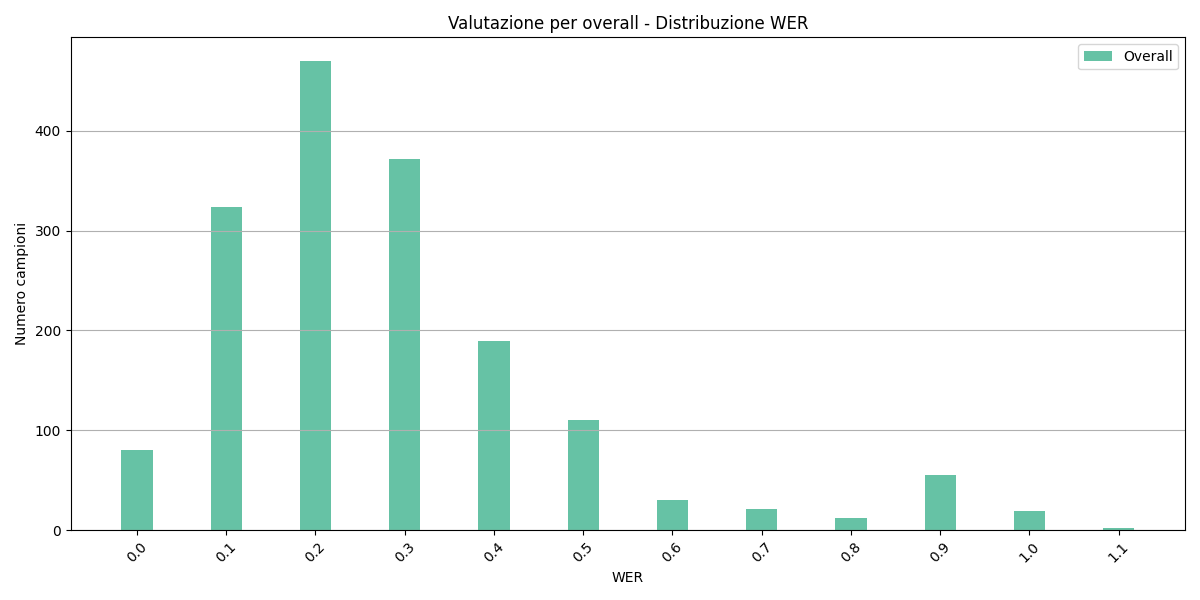 Valutazione per overall - Distribuzione WER
Overall
Numero campioni
400
300
200
100
0
0.0 0.1 0.2 0.3 0.4 0.5 0.6 0.7 0.8 0.9 1.0 1.1
WER